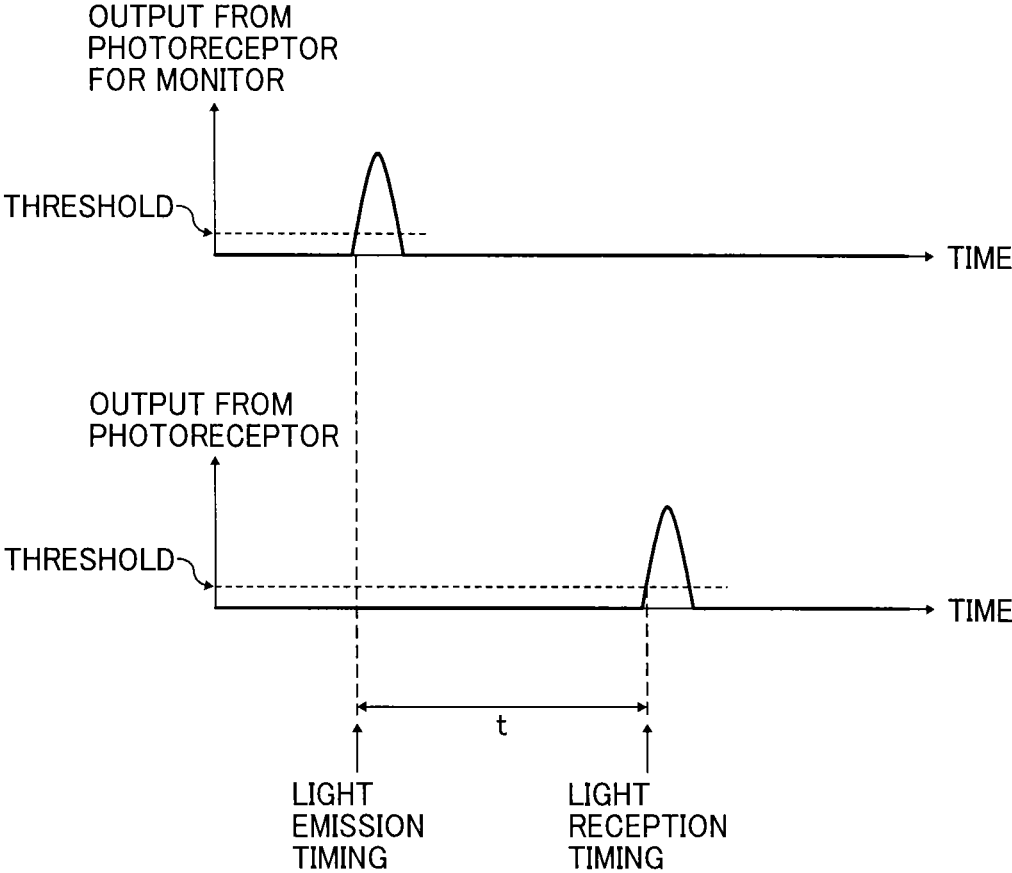 OUTPUT FROM
PHOTORECEPTOR
FOR MONITOR
THRESHOLD
TIME
OUTPUT FROM
PHOTORECEPTOR
THRESHOLD
TIME
t
LIGHT
EMISSION
TIMING
LIGHT
RECEPTION
TIMING